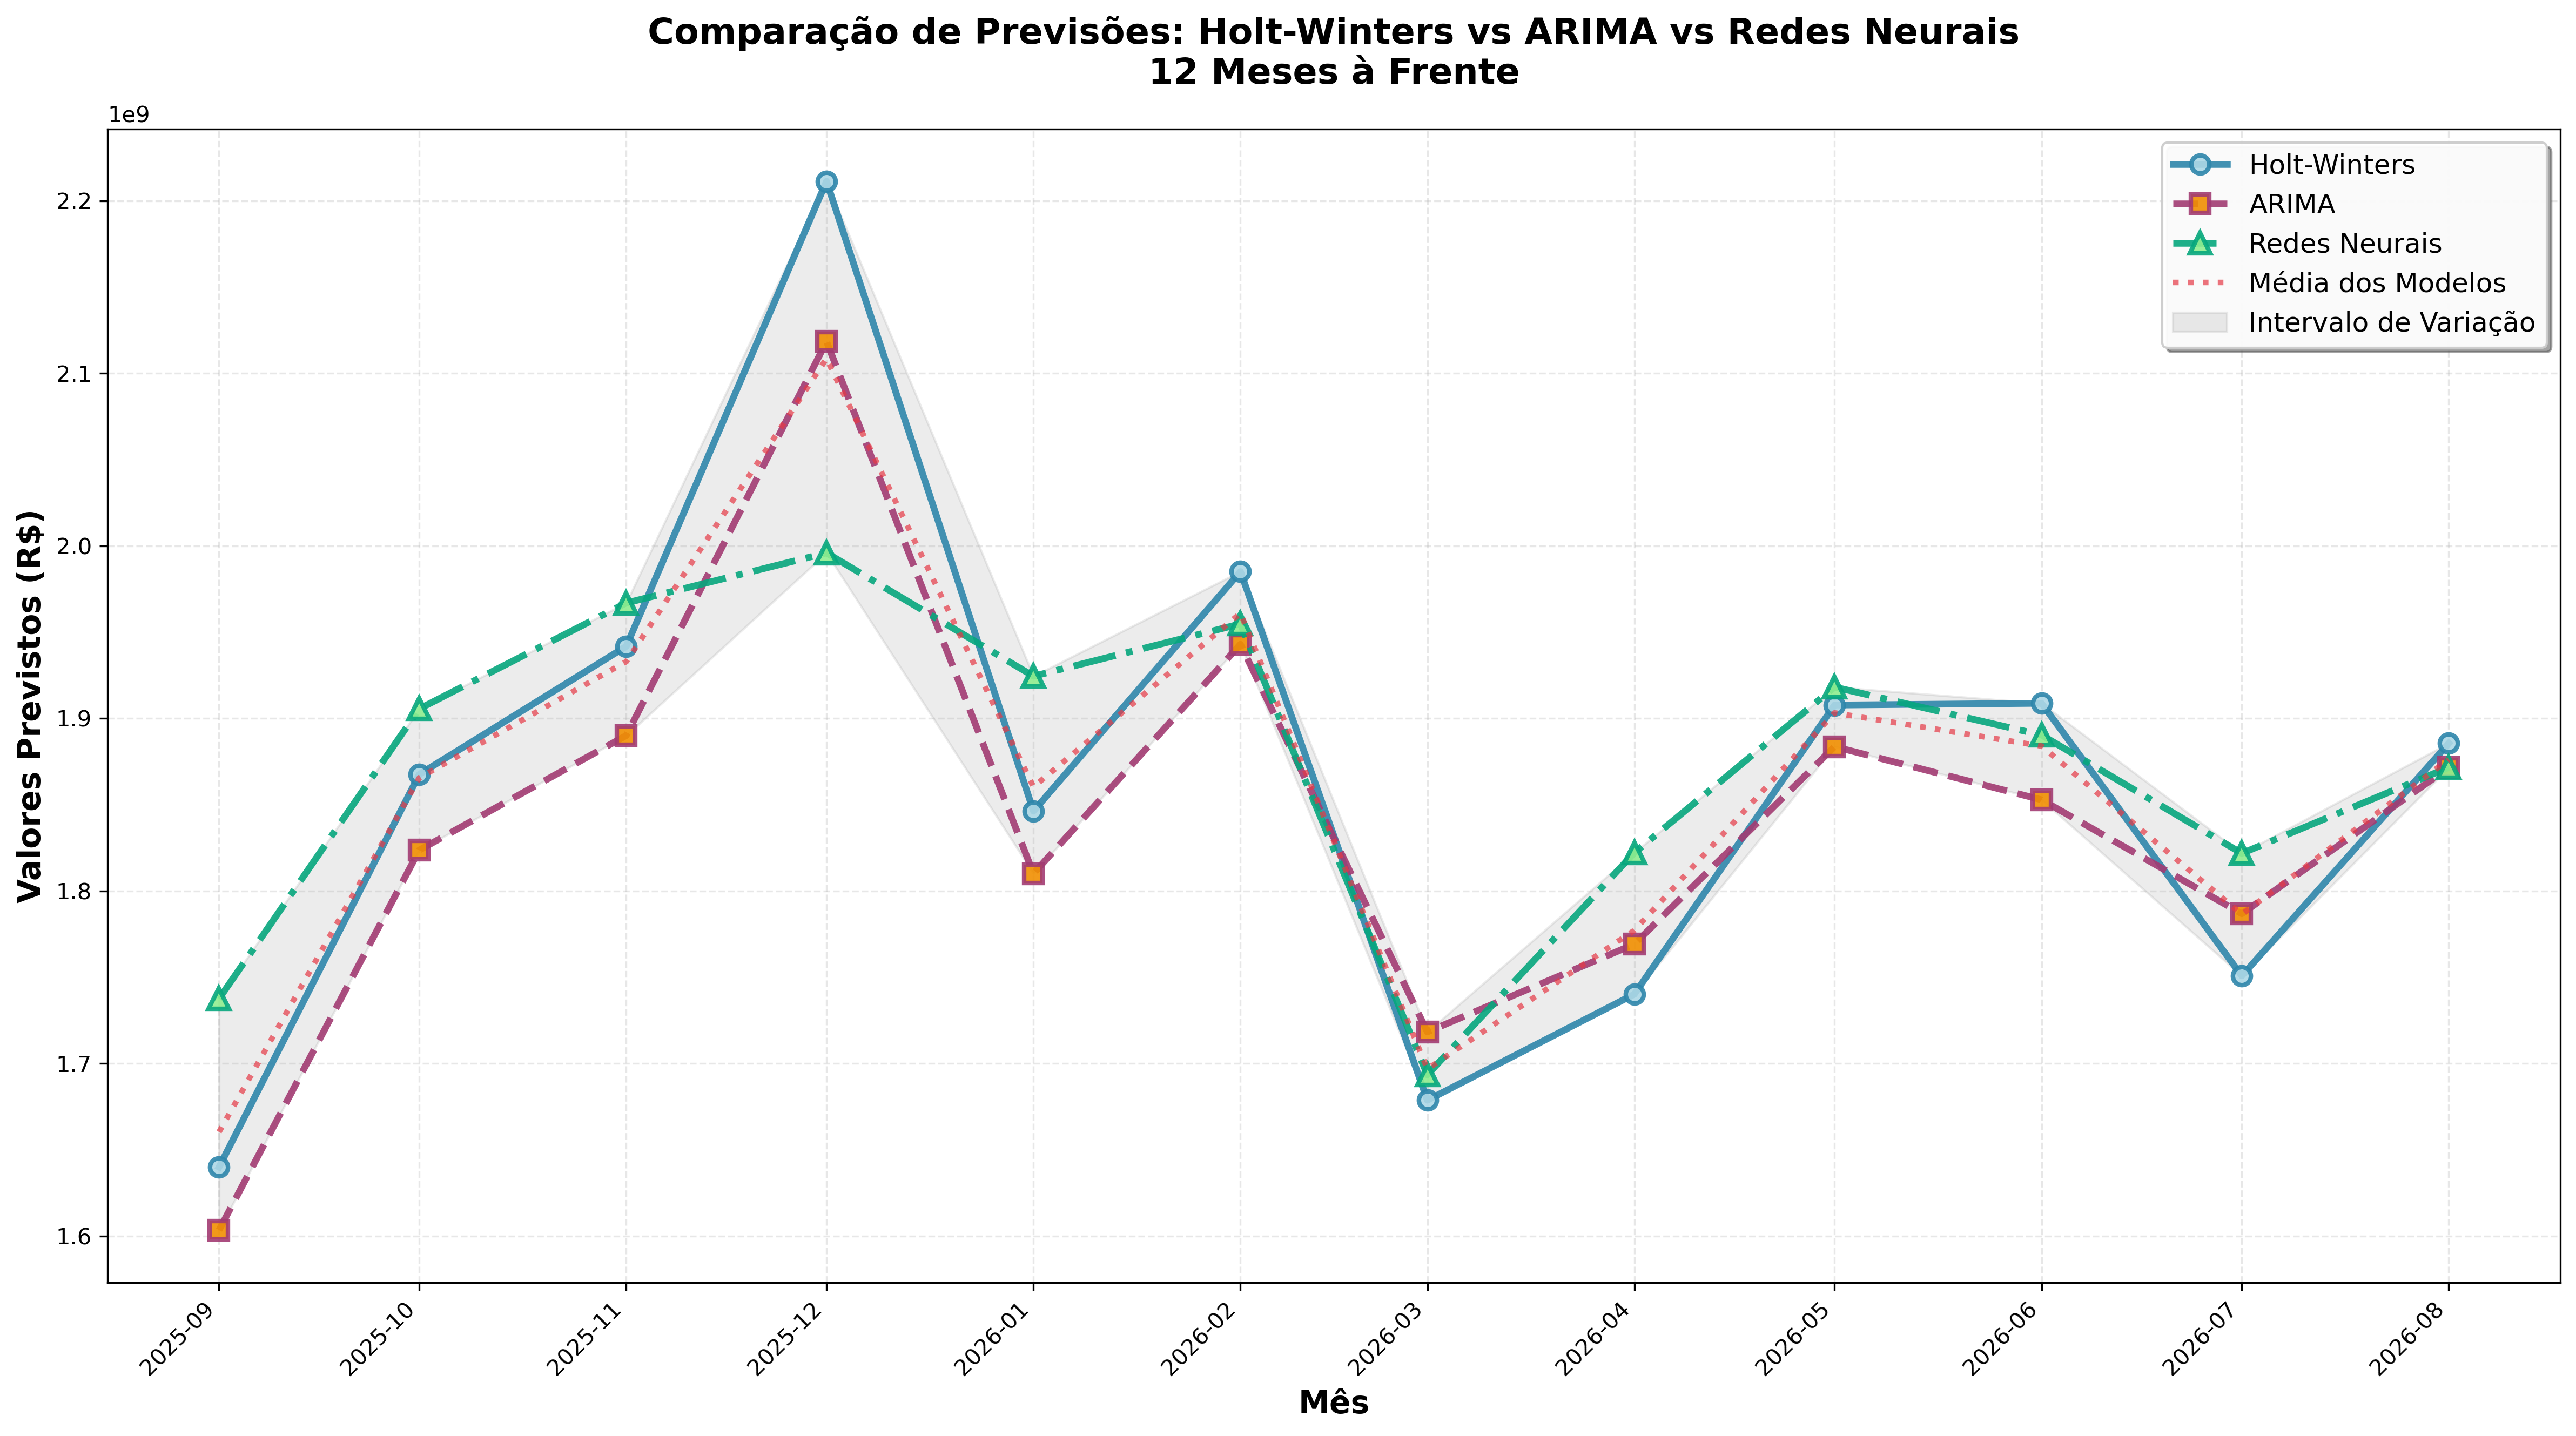 Comparação de Previsões: Holt-Winters vs ARIMA vs Redes Neurais
12 Meses à Frente
1e9
Holt-Winters
ARIMA
Redes Neurais
Média dos Modelos
Intervalo de Variação
Valores Previstos (R$)
2.2
2.1
2.0
1.9
1.8
1.7
1.6
2025-09
2025-10
2025-11
2025-12
2026-01
2026-02
2026-03
2026-04
2026-05
2026-06
2026-07
2026-08
Mês